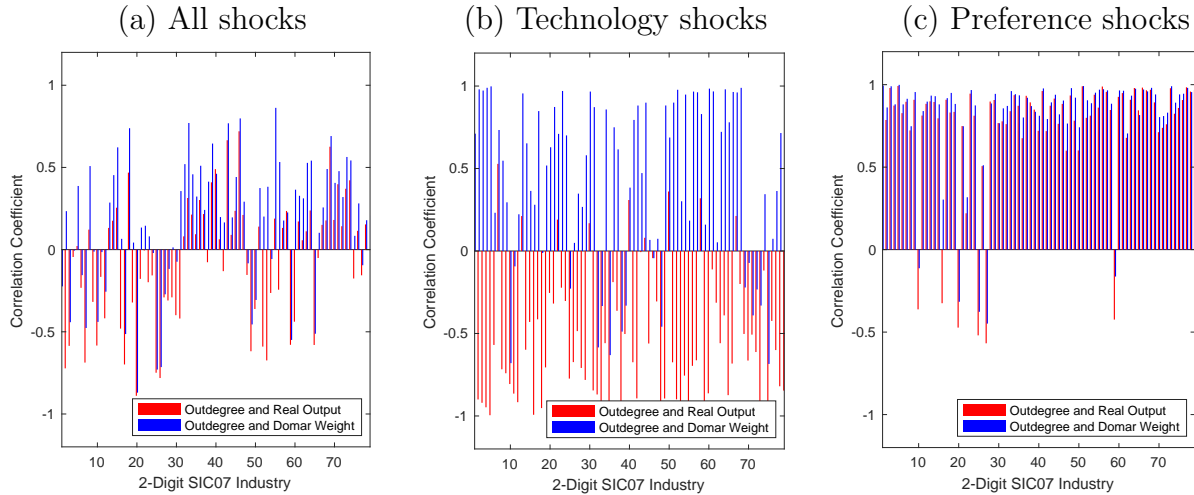 (a) All shocks
1
0.5
0
-0.5
-1
Correlation Coefficient
Outdegree and Real Output
Outdegree and Domar Weight
10 20 30 40 50 60 70
2-Digit SIC07 Industry
(b) Technology shocks
1
0.5
0
-0.5
-1
Correlation Coefficient
Outdegree and Real Output
Outdegree and Domar Weight
10 20 30 40 50 60 70
2-Digit SIC07 Industry
(c) Preference shocks
1
0.5
0
-0.5
-1
Correlation Coefficient
Outdegree and Real Output
Outdegree and Domar Weight
10 20 30 40 50 60 70
2-Digit SIC07 Industry